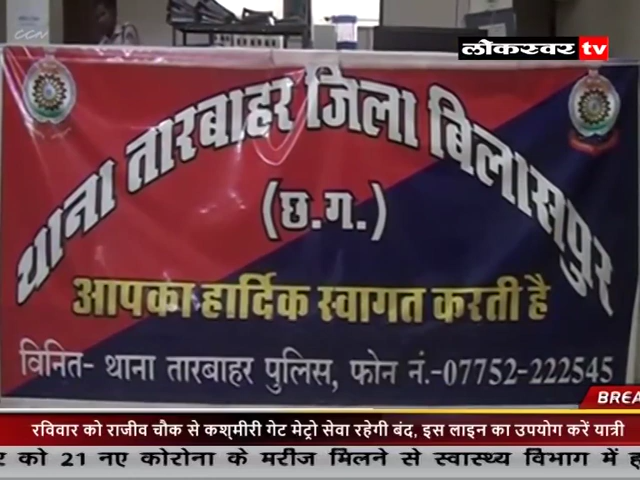 CCN
लोकस्वर tv
थाना तारबाहर जिला बिलासपुर
(छ.ग.)
आपका हार्दिक स्वागत करती है
विनित- थाना तारबाहर पुलिस, फोन नं.-07752-222545
BREA
रविवार को राजीव चौक से कश्मीरी गेट मेट्रो सेवा रहेगी बंद, इस लाइन का उपयोग करें यात्री
र को 21 नए कोरोना के मरीज मिलने से स्वास्थ्य विभाग में ह